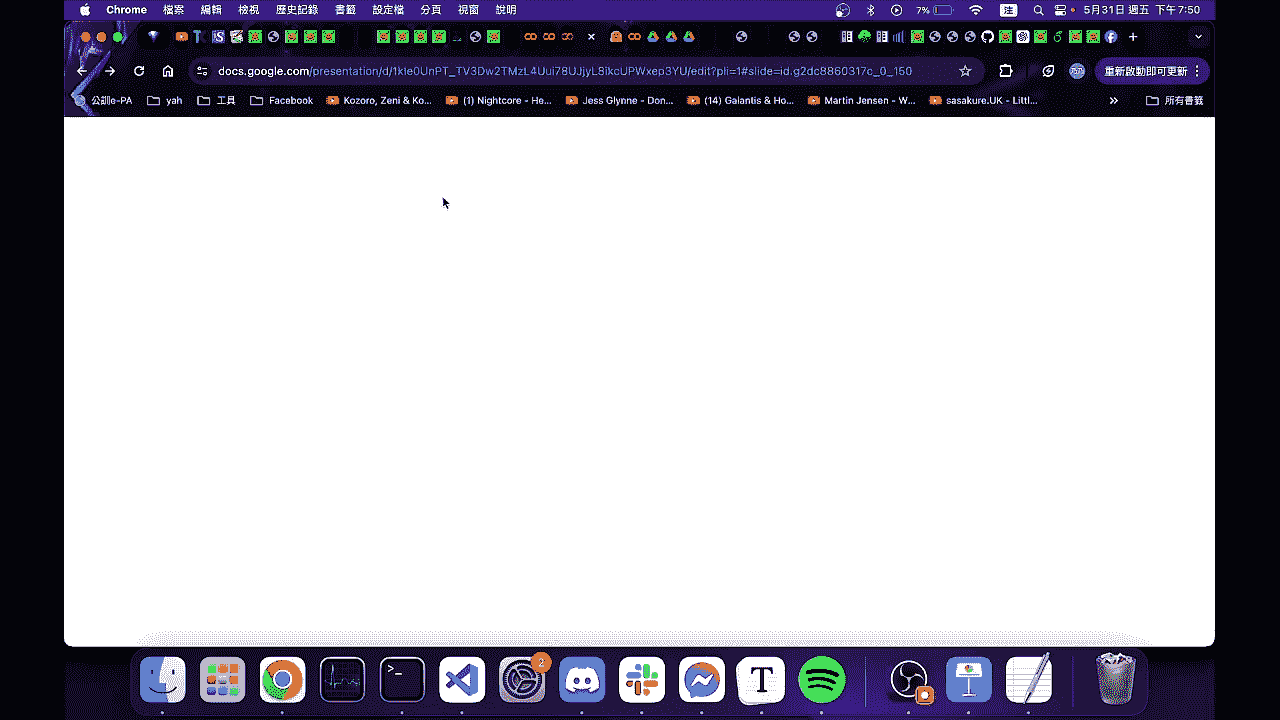 Chrome 檔案 編輯 檢視 歷史記錄 書籤 設定檔 分頁 視窗 說明 7% 注 5月31日 週五 下午7:50
docs.google.com/presentation/d/1kIe0UnPT_TV3Dw2TMzL4Uui78UJjyL8ikcUPWxep3YU/edit?pli=1#slide=id.g2dc8860317c_0_150 重新啟動即可更新
公訓e-PA yah 工具 Facebook Kozoro, Zeni & Ko... (1) Nightcore - He... Jess Glynne - Don... (14) Galantis & Ho... Martin Jensen - W... sasakure.UK - Littl... 所有書籤
2
>_
T